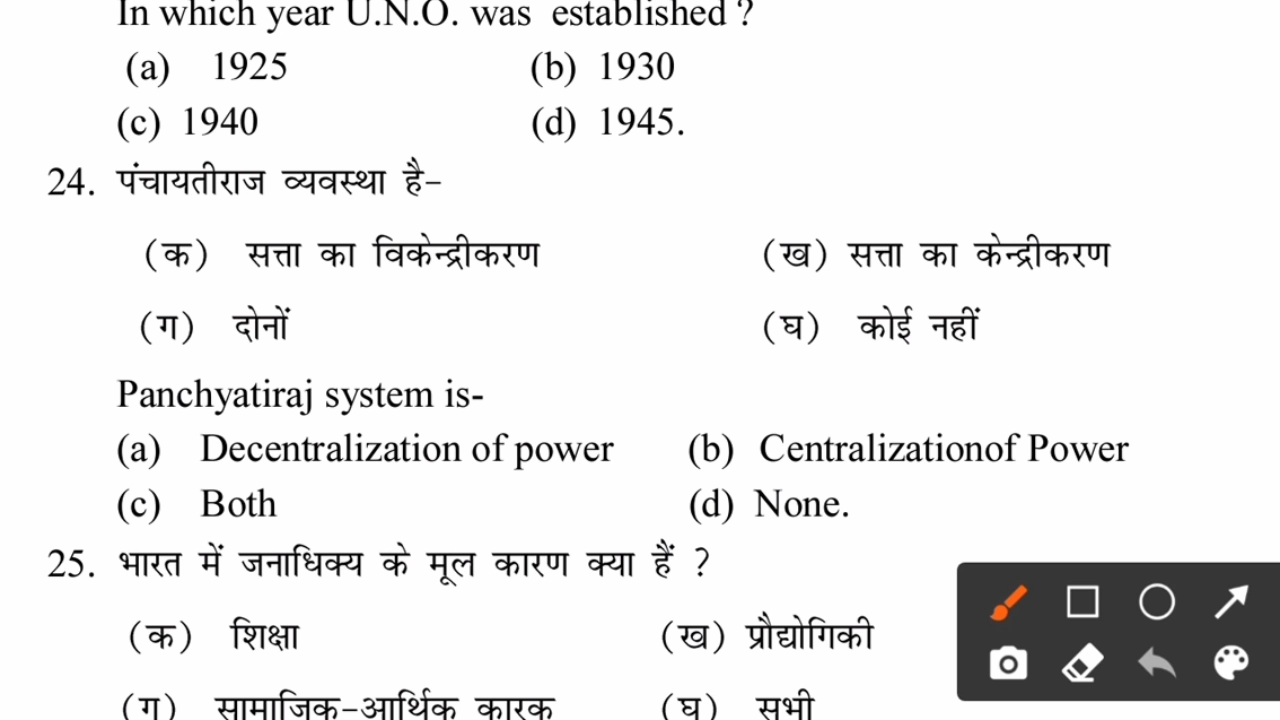 In which year U.N.O. was established ?
(a) 1925 (b) 1930
(c) 1940 (d) 1945.
24. पंचायतीराज व्यवस्था है-
(क) सत्ता का विकेन्द्रीकरण (ख) सत्ता का केन्द्रीकरण
(ग) दोनों (घ) कोई नहीं
Panchyatiraj system is-
(a) Decentralization of power (b) Centralizationof Power
(c) Both (d) None.
25. भारत में जनाधिक्य के मूल कारण क्या हैं ?
(क) शिक्षा (ख) प्रौद्योगिकी
(ग) सामाजिक-आर्थिक कारक (घ) सभी